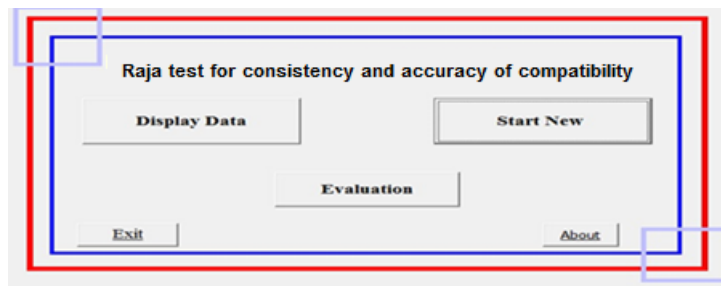 Raja test for consistency and accuracy of compatibility
Display Data
Start New
Evaluation
Exit
About